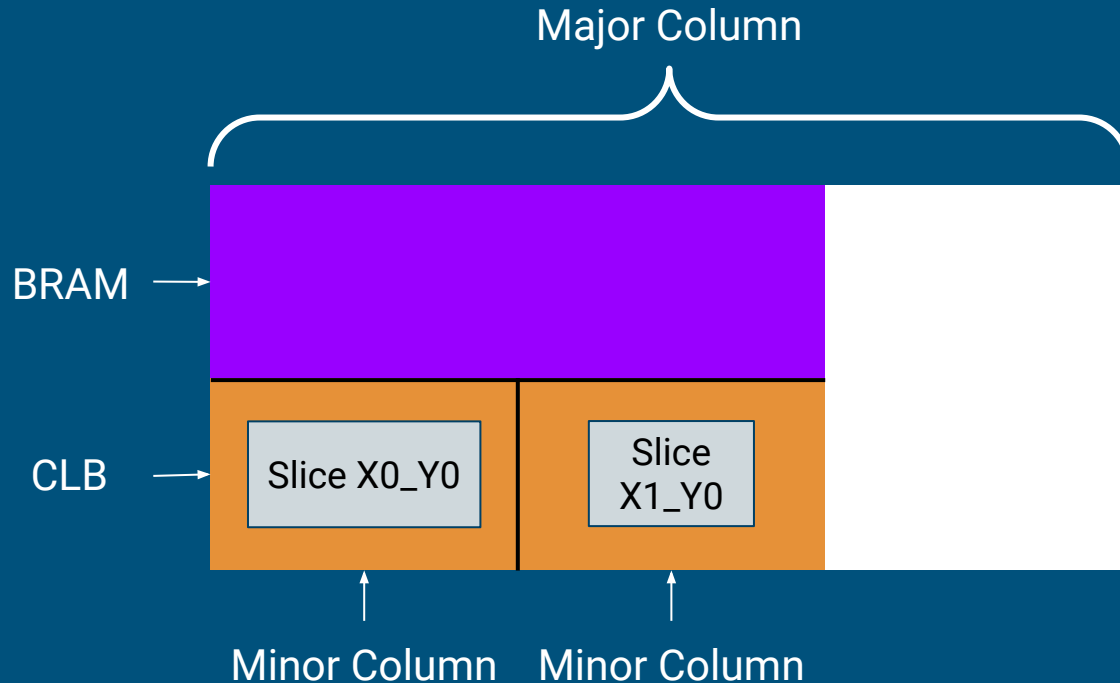 Major Column
BRAM
CLB
Slice X0_Y0
Slice
X1_Y0
Minor Column
Minor Column